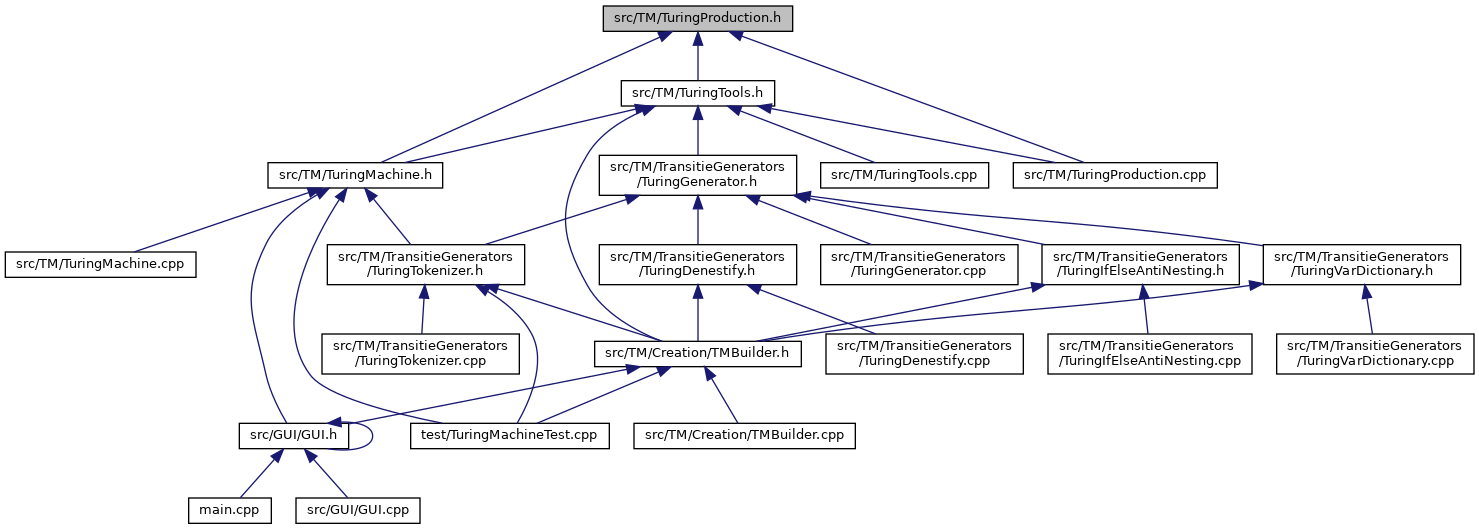 src/TM/TuringProduction.h
src/TM/TuringTools.h
src/TM/TuringMachine.h
src/TM/TransitieGenerators
/TuringGenerator.h
src/TM/TuringTools.cpp
src/TM/TuringProduction.cpp
src/TM/TuringMachine.cpp
src/TM/TransitieGenerators
/TuringTokenizer.h
src/TM/TransitieGenerators
/TuringDenestify.h
src/TM/TransitieGenerators
/TuringGenerator.cpp
src/TM/TransitieGenerators
/TuringIfElseAntiNesting.h
src/TM/TransitieGenerators
/TuringVarDictionary.h
src/TM/TransitieGenerators
/TuringTokenizer.cpp
src/TM/Creation/TMBuilder.h
src/TM/TransitieGenerators
/TuringDenestify.cpp
src/TM/TransitieGenerators
/TuringIfElseAntiNesting.cpp
src/TM/TransitieGenerators
/TuringVarDictionary.cpp
src/GUI/GUI.h
test/TuringMachineTest.cpp
src/TM/Creation/TMBuilder.cpp
main.cpp
src/GUI/GUI.cpp